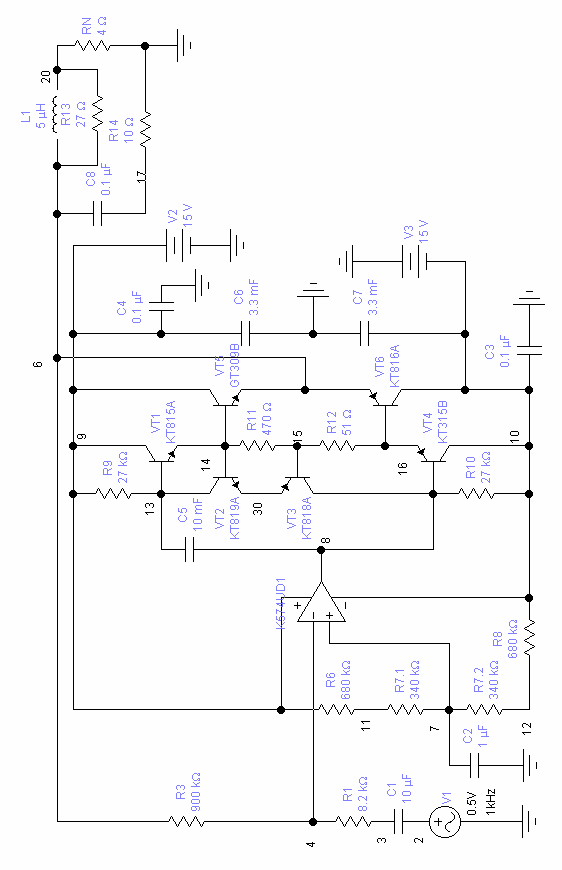 L1
5 µH
6
20
R13
27 Ω
RN
4 Ω
C8
0.1 µF
R14
10 Ω
17
9
R3
900 kΩ
R9
27 kΩ
VT1
KT815A
C4
0.1 µF
V2
15 V
13
C5
10 mF
VT5
GT309B
C6
3.3 mF
14
VT2
KT819A
R11
470 Ω
K574UD1
30
VT3
KT818A
15
R12
51 Ω
4
R6
680 kΩ
8
C7
3.3 mF
R1
8.2 kΩ
11
VT6
KT816A
3
C1
10 µF
R7.1
340 kΩ
16
VT4
KT315B
V3
15 V
2
V1
0.5V
1kHz
7
C2
1 µF
R7.2
340 kΩ
R10
27 kΩ
R8
680 kΩ
12
10
C3
0.1 µF